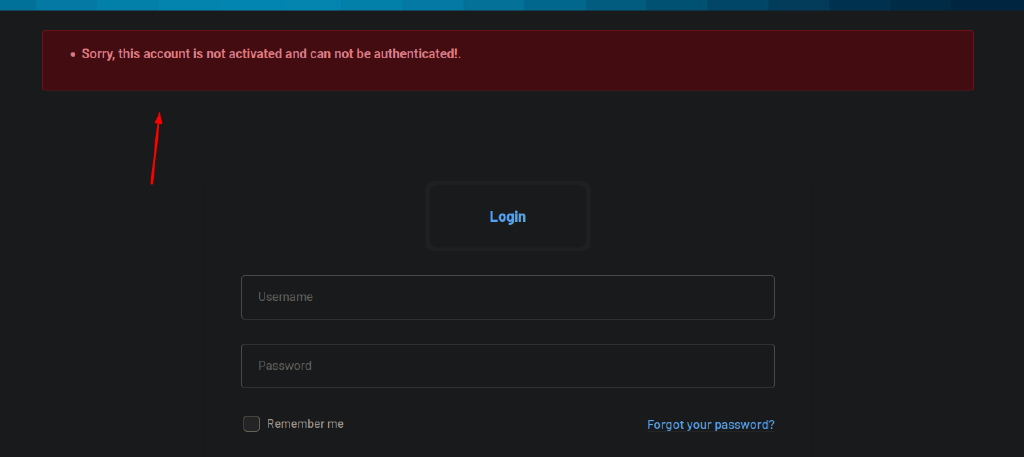 • Sorry, this account is not activated and can not be authenticated!.
Login
Username
Password
Remember me
Forgot your password?